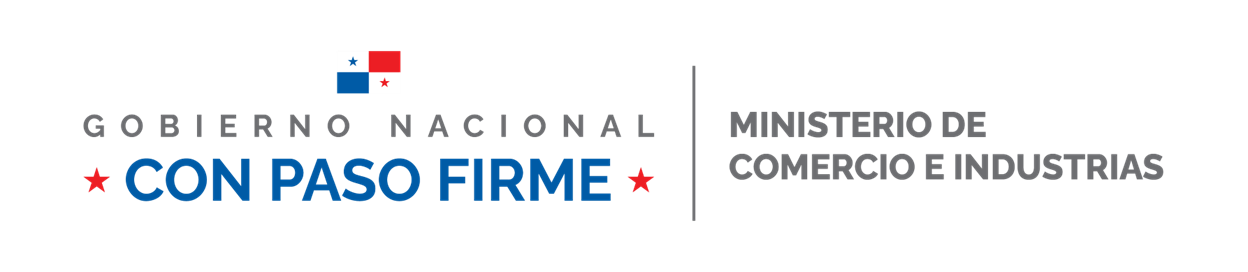 GOBIERNO NACIONAL
CON PASO FIRME
MINISTERIO DE
COMERCIO E INDUSTRIAS